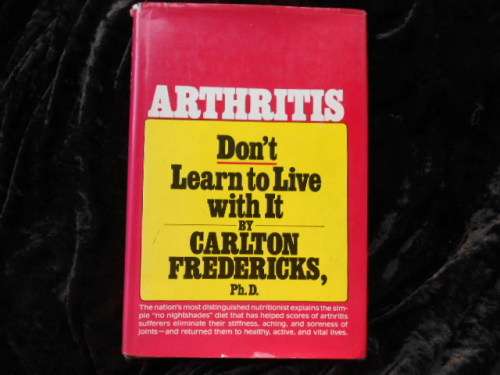 ARTHRITIS
Don't
Learn to Live
with It
BY
CARLTON
FREDERICKS,
Ph.D.
The nation's most distinguished nutritionist explains the sim-
ple "no nightshades" diet that has helped scores of arthritis
sufferers eliminate their stiffness, aching, and soreness of
joints—and returned them to healthy, active, and vital lives.